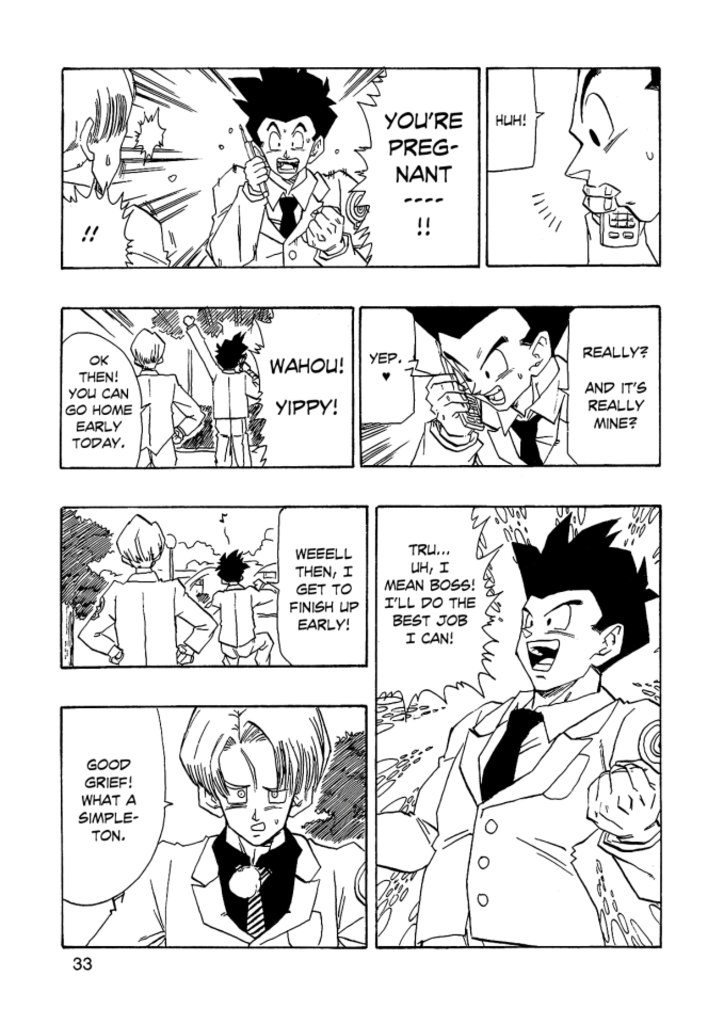 HUH!
YOU'RE
PREG-
NANT
----
!!
!!
REALLY?
AND IT'S
REALLY
MINE?
YEP.
♥
WAHOU!
YIPPY!
OK
THEN!
YOU CAN
GO HOME
EARLY
TODAY.
TRU...
UH, I
MEAN BOSS!
I'LL DO THE
BEST JOB
I CAN!
WEEELL
THEN, I
GET TO
FINISH UP
EARLY!
GOOD
GRIEF!
WHAT A
SIMPLE-
TON.
33